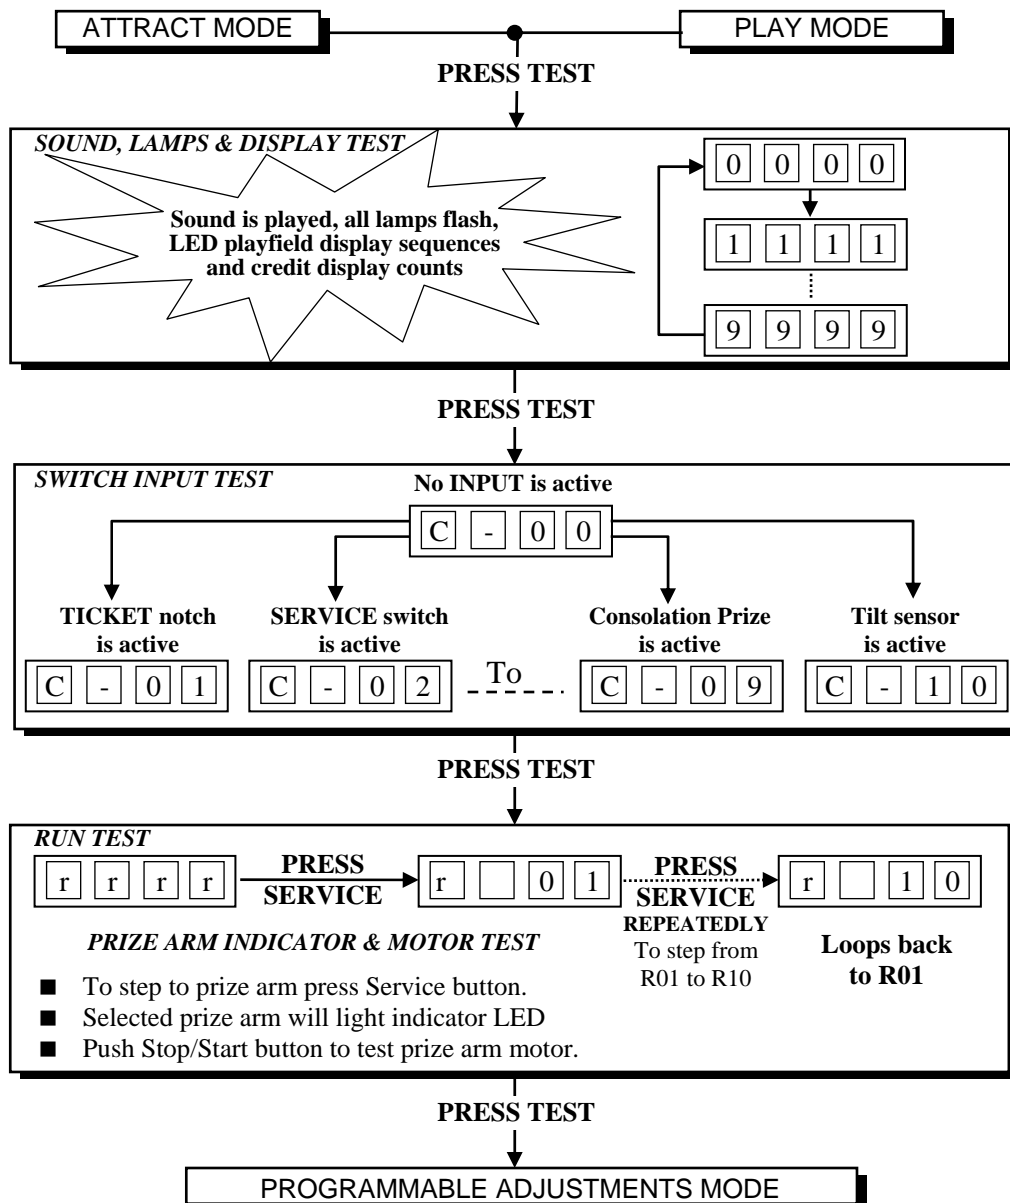 ATTRACT MODE
PLAY MODE
PRESS TEST
SOUND, LAMPS & DISPLAY TEST
Sound is played, all lamps flash,
LED playfield display sequences
and credit display counts
0 0 0 0
1 1 1 1
9 9 9 9
PRESS TEST
SWITCH INPUT TEST
No INPUT is active
C - 0 0
TICKET notch
is active
C - 0 1
SERVICE switch
is active
C - 0 2
To
Consolation Prize
is active
C - 0 9
Tilt sensor
is active
C - 1 0
PRESS TEST
RUN TEST
r r r r
PRESS
SERVICE
r 0 1
PRESS
SERVICE
REPEATEDLY
To step from
R01 to R10
r 1 0
Loops back
to R01
PRIZE ARM INDICATOR & MOTOR TEST
■ To step to prize arm press Service button.
■ Selected prize arm will light indicator LED
■ Push Stop/Start button to test prize arm motor.
PRESS TEST
PROGRAMMABLE ADJUSTMENTS MODE